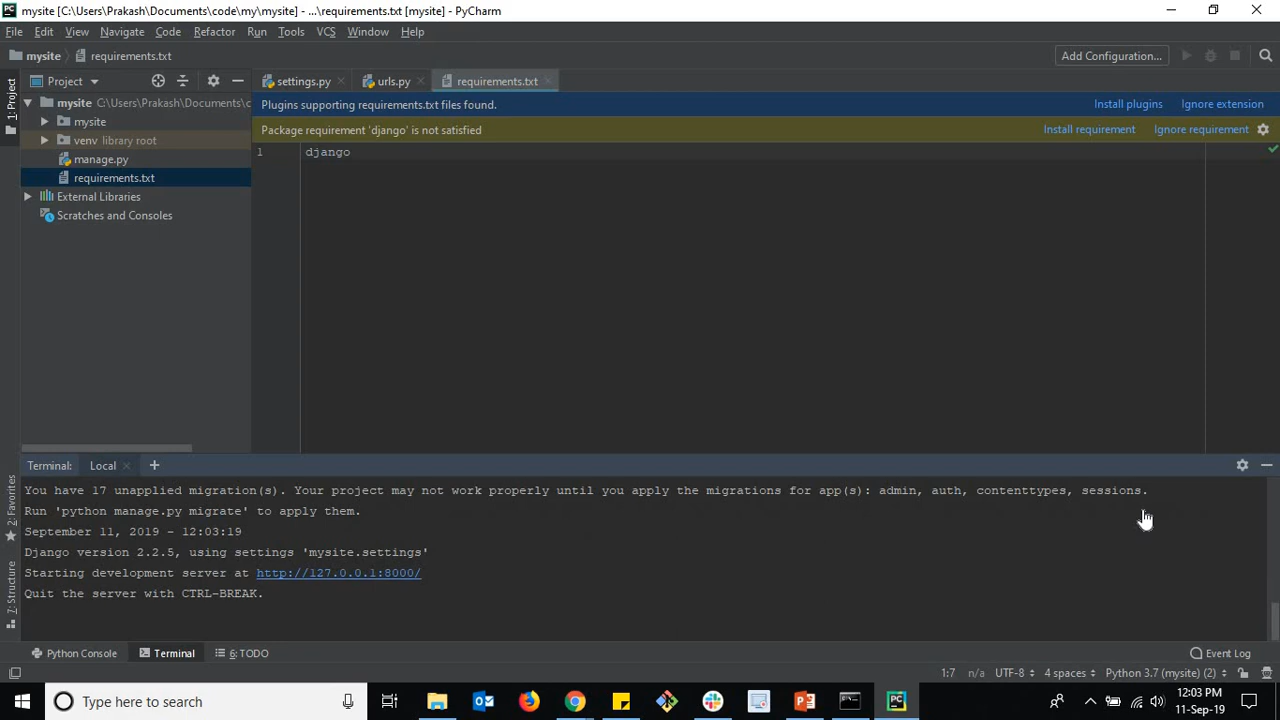 mysite [C:\Users\Prakash\Documents\code\my\mysite] - ...\requirements.txt [mysite] - PyCharm
File Edit View Navigate Code Refactor Run Tools VCS Window Help
mysite requirements.txt Add Configuration...
1: Project
Project
settings.py urls.py requirements.txt
mysite C:\Users\Prakash\Documents\c
Plugins supporting requirements.txt files found. Install plugins Ignore extension
mysite
Package requirement 'django' is not satisfied Install requirement Ignore requirement
venv library root
1 django
manage.py
requirements.txt
External Libraries
Scratches and Consoles
Terminal: Local +
2: Favorites
7: Structure
You have 17 unapplied migration(s). Your project may not work properly until you apply the migrations for app(s): admin, auth, contenttypes, sessions.
Run 'python manage.py migrate' to apply them.
September 11, 2019 - 12:03:19
Django version 2.2.5, using settings 'mysite.settings'
Starting development server at http://127.0.0.1:8000/
Quit the server with CTRL-BREAK.
Python Console Terminal 6: TODO Event Log
1:7 n/a UTF-8 4 spaces Python 3.7 (mysite) (2)
Type here to search
12:03 PM
11-Sep-19